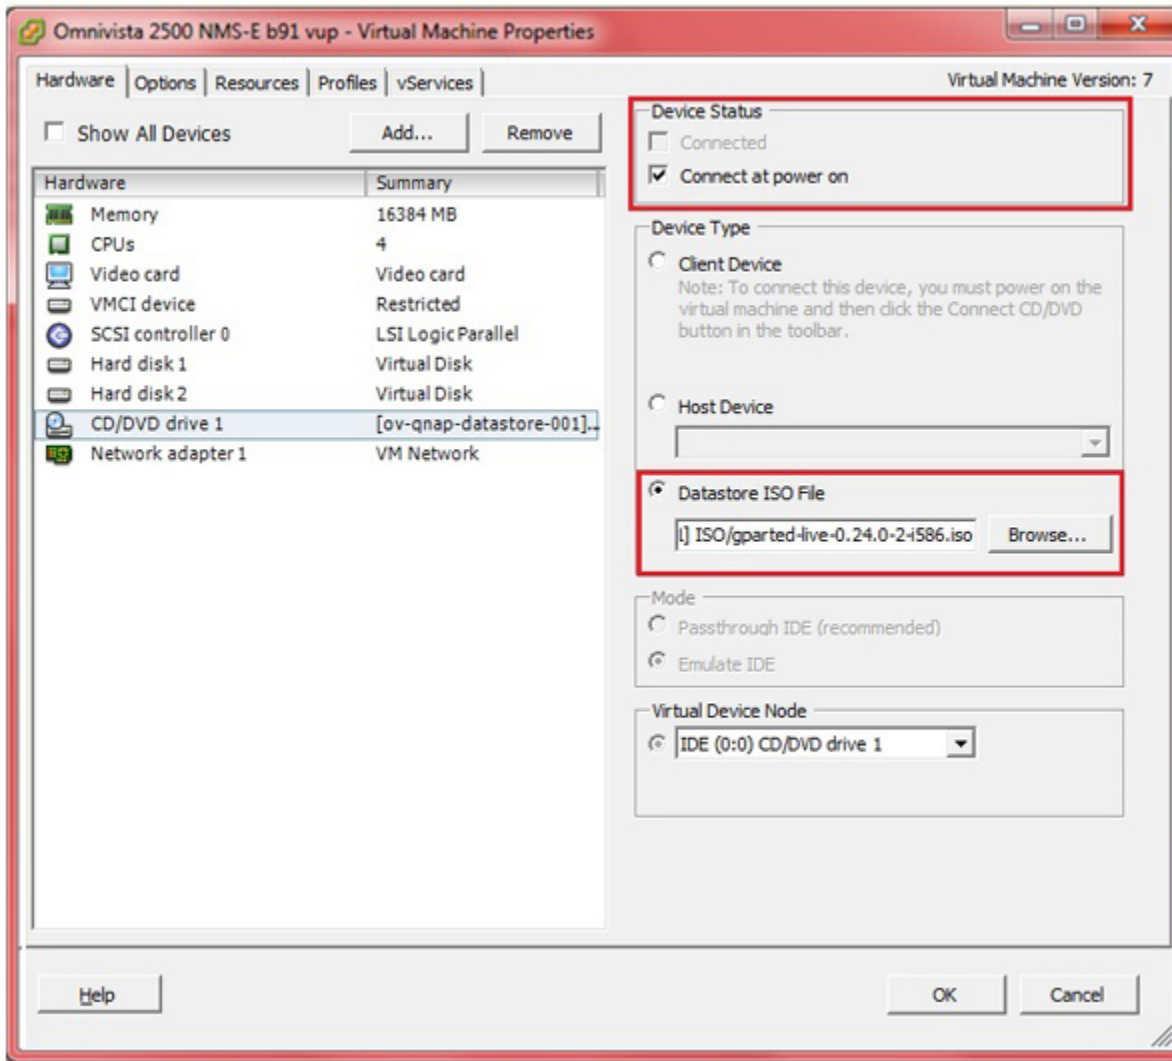 Omnivista 2500 NMS-E b91 vup - Virtual Machine Properties
Hardware Options Resources Profiles vServices Virtual Machine Version: 7
Show All Devices Add... Remove
Hardware Summary
Memory 16384 MB
CPUs 4
Video card Video card
VMCI device Restricted
SCSI controller 0 LSI Logic Parallel
Hard disk 1 Virtual Disk
Hard disk 2 Virtual Disk
CD/DVD drive 1 [ov-qnap-datastore-001]...
Network adapter 1 VM Network
Device Status
Connected
Connect at power on
Device Type
Client Device
Note: To connect this device, you must power on the
virtual machine and then click the Connect CD/DVD
button in the toolbar.
Host Device
Datastore ISO File
1] ISO/gparted-live-0.24.0-2-i586.iso Browse...
Mode
Passthrough IDE (recommended)
Emulate IDE
Virtual Device Node
IDE (0:0) CD/DVD drive 1
Help OK Cancel